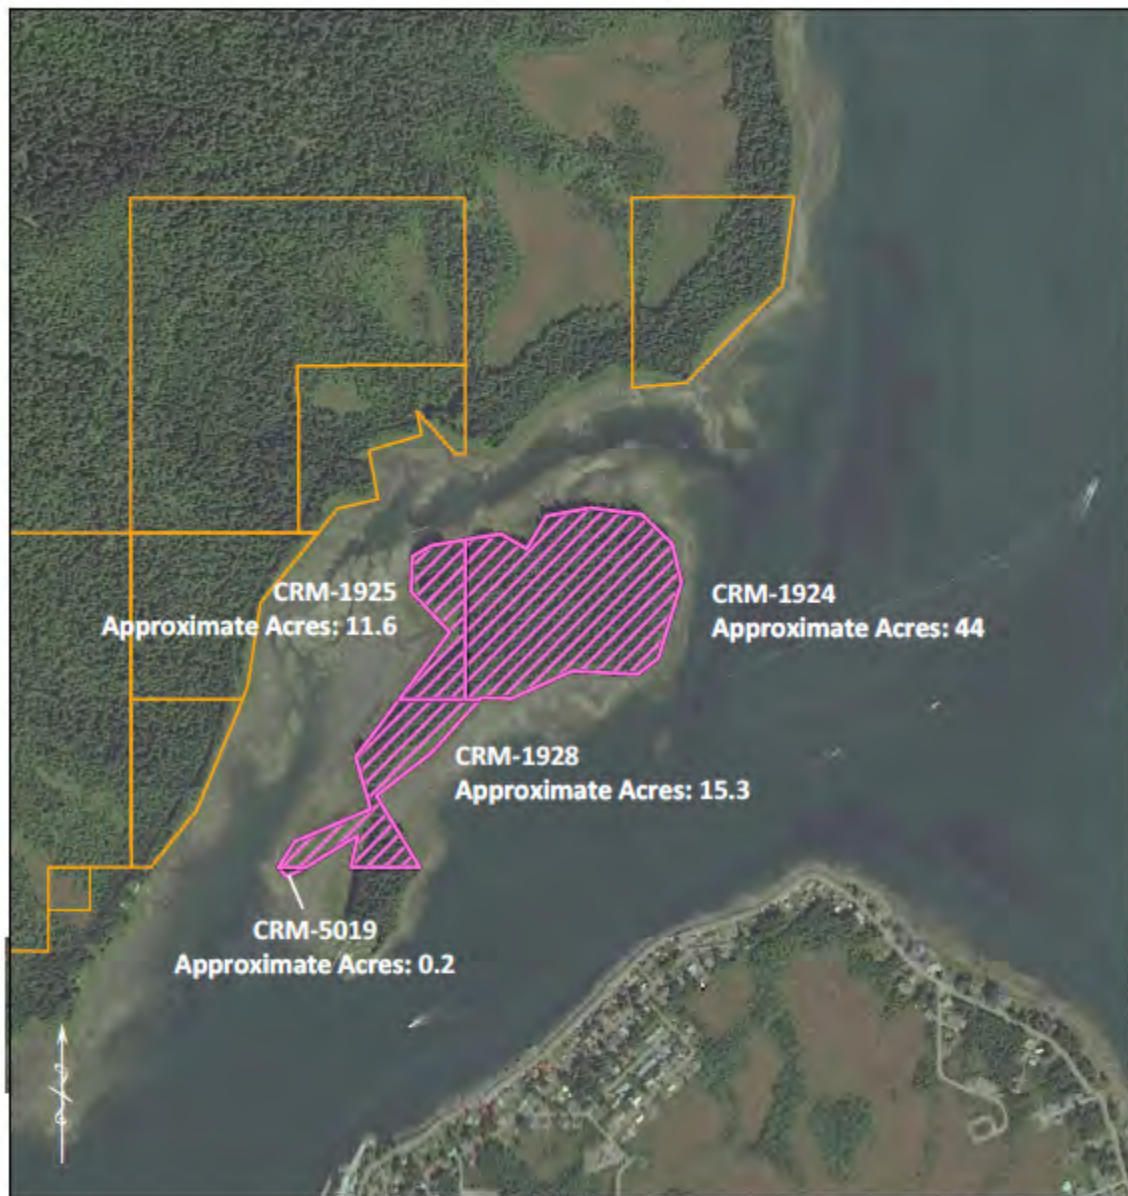 CRM-1925
Approximate Acres: 11.6
CRM-1924
Approximate Acres: 44
CRM-1928
Approximate Acres: 15.3
CRM-5019
Approximate Acres: 0.2